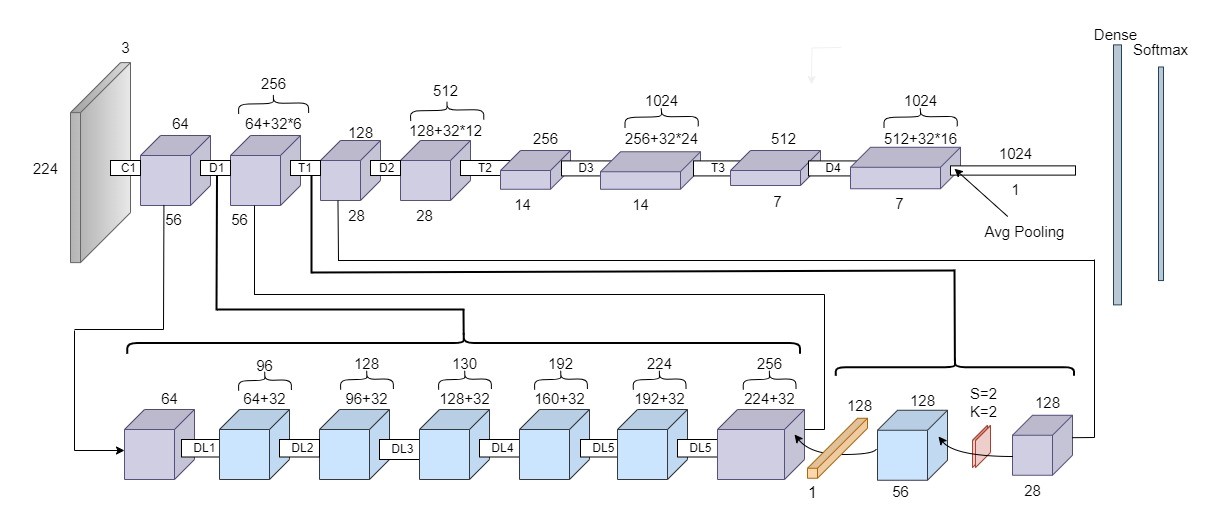 Dense
Softmax
3
256
512
1024
1024
64
64+32*6
128
128+32*12
256
256+32*24
512
512+32*16
1024
224
C1
D1
T1
D2
T2
D3
T3
D4
56
56
28
28
14
14
7
7
1
Avg Pooling
96
128
130
192
224
256
64
64+32
96+32
128+32
160+32
192+32
224+32
128
128
S=2
K=2
128
DL1
DL2
DL3
DL4
DL5
DL5
1
56
28